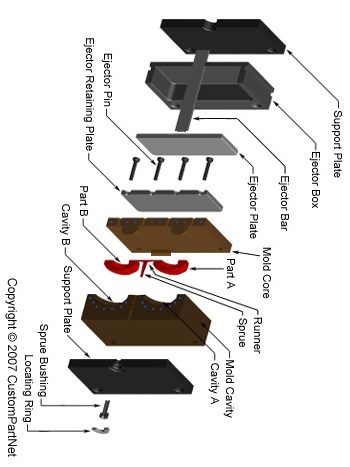 Support Plate
Ejector Box
Ejector Bar
Ejector Plate
Ejector Pin
Ejector Retaining Plate
Mold Core
Part A
Part B
Runner
Sprue
Mold Cavity
Cavity A
Cavity B
Support Plate
Sprue Bushing
Locating Ring
Copyright © 2007 CustomPartNet